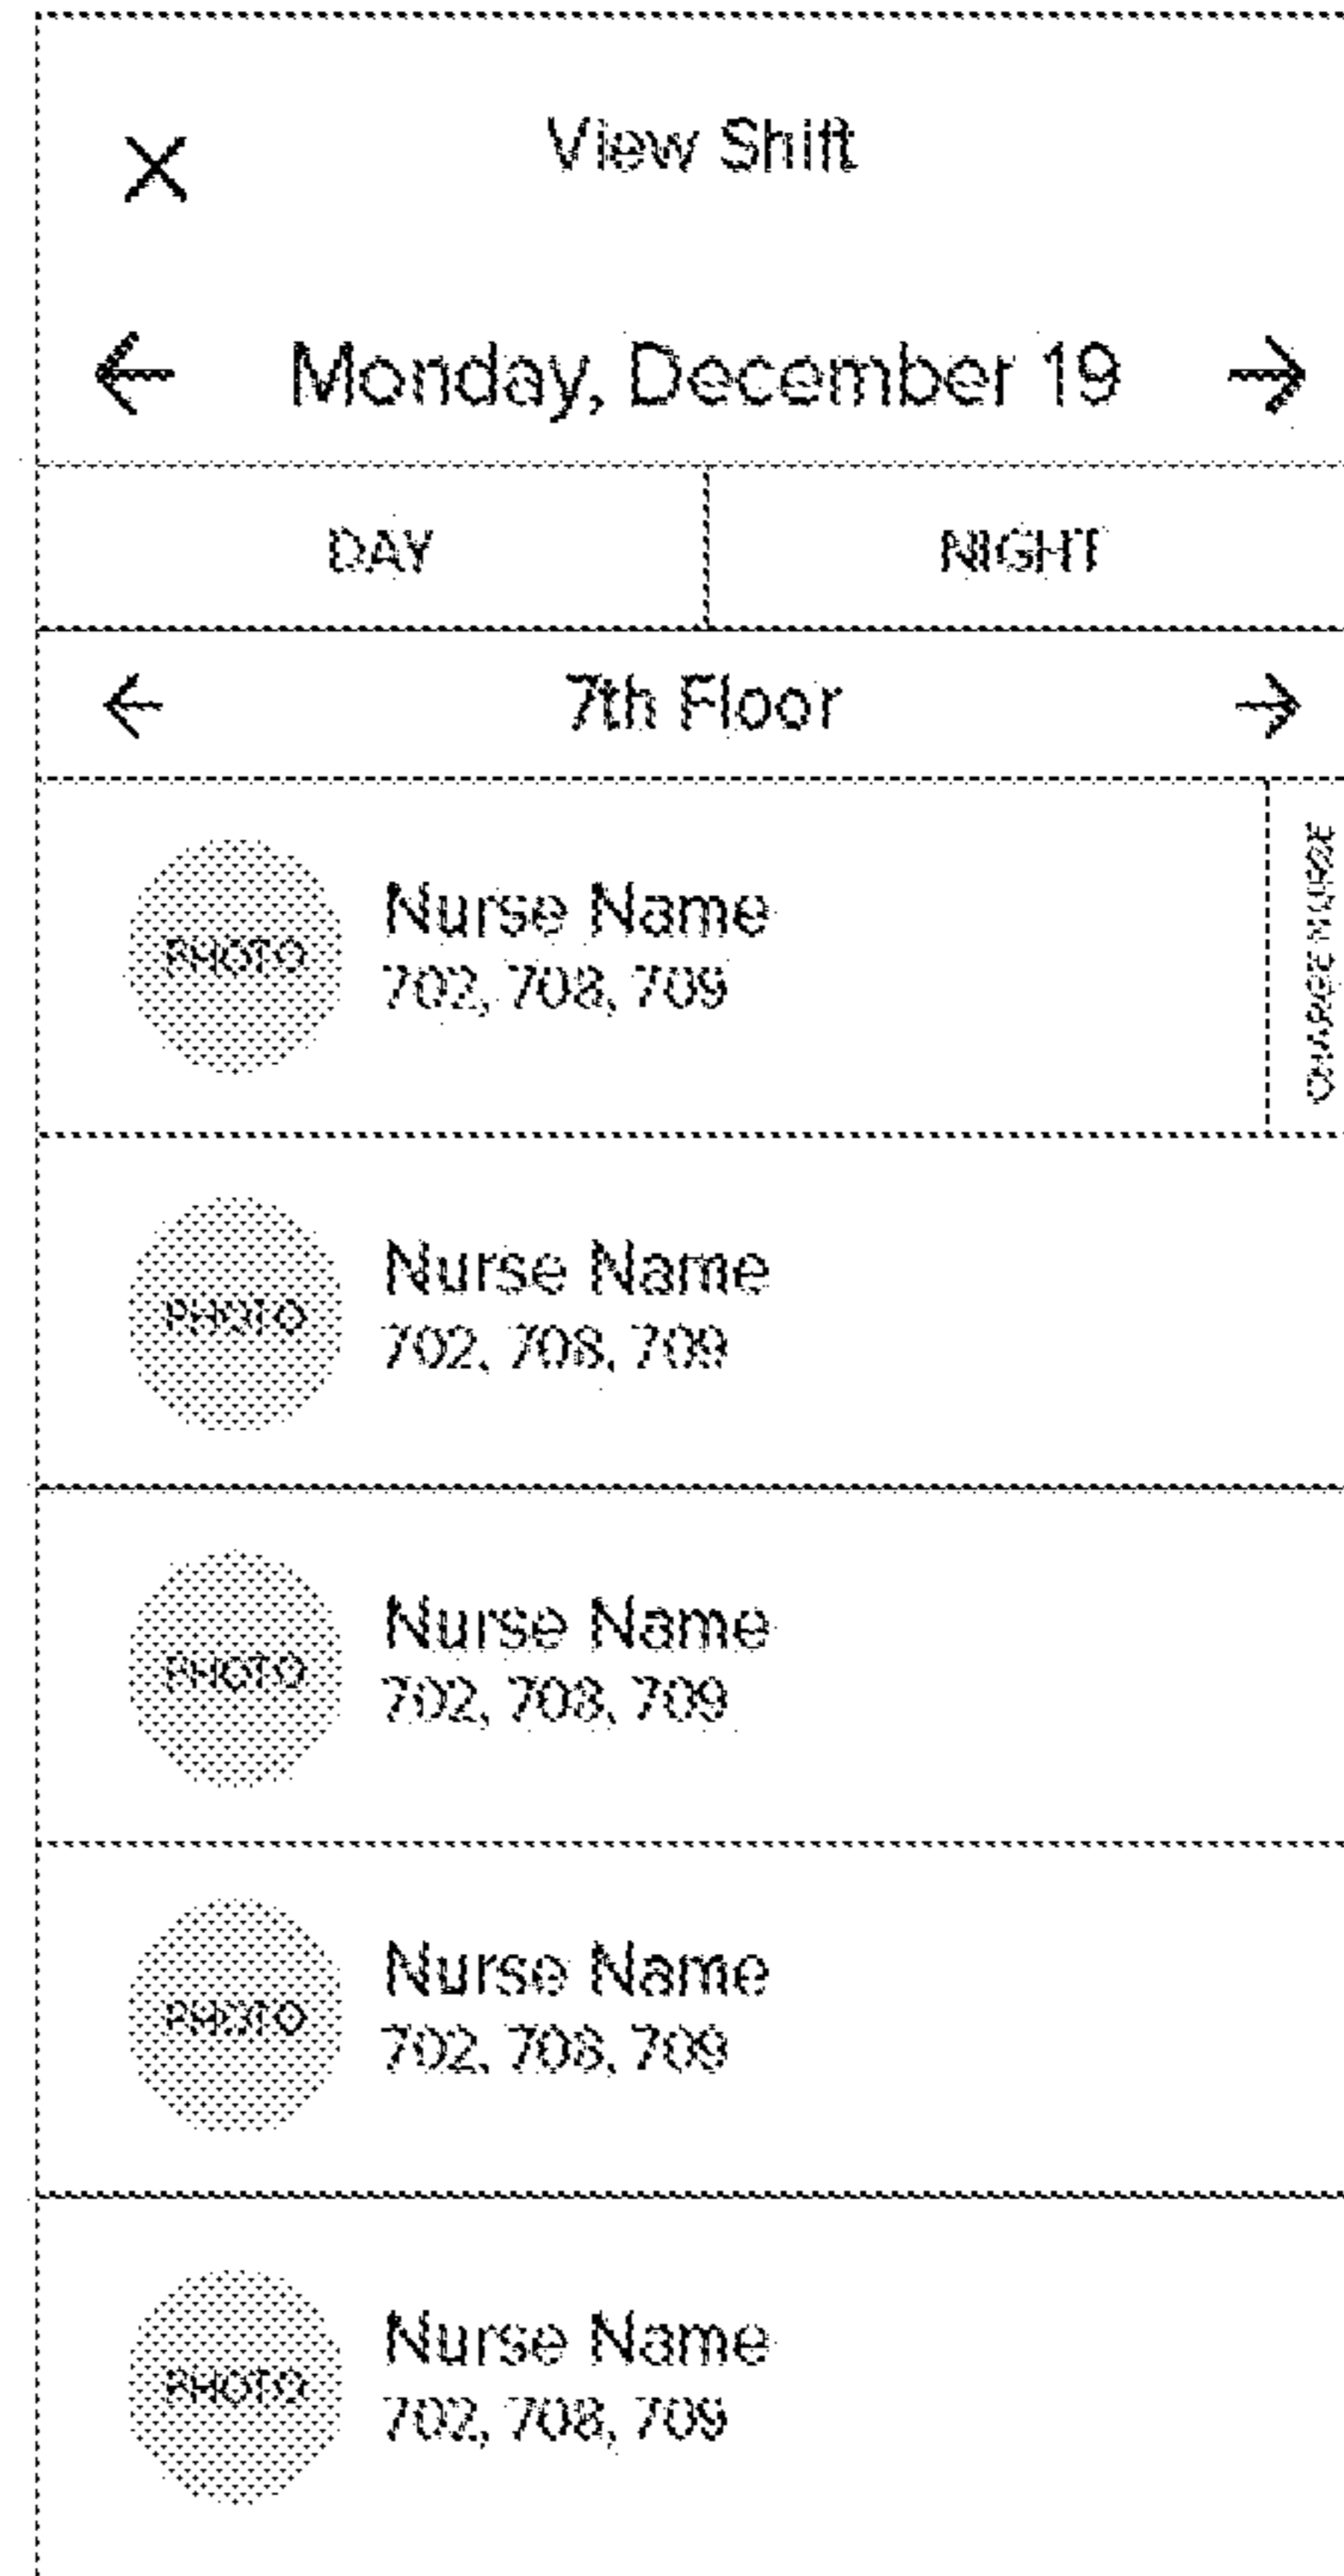 View Shift
Monday, December 19
DAY
NIGHT
7th Floor
PHOTO
Nurse Name
702, 708, 709
CHARGE NURSE
PHOTO
Nurse Name
702, 708, 709
PHOTO
Nurse Name
702, 708, 709
PHOTO
Nurse Name
702, 708, 709
PHOTO
Nurse Name
702, 708, 709